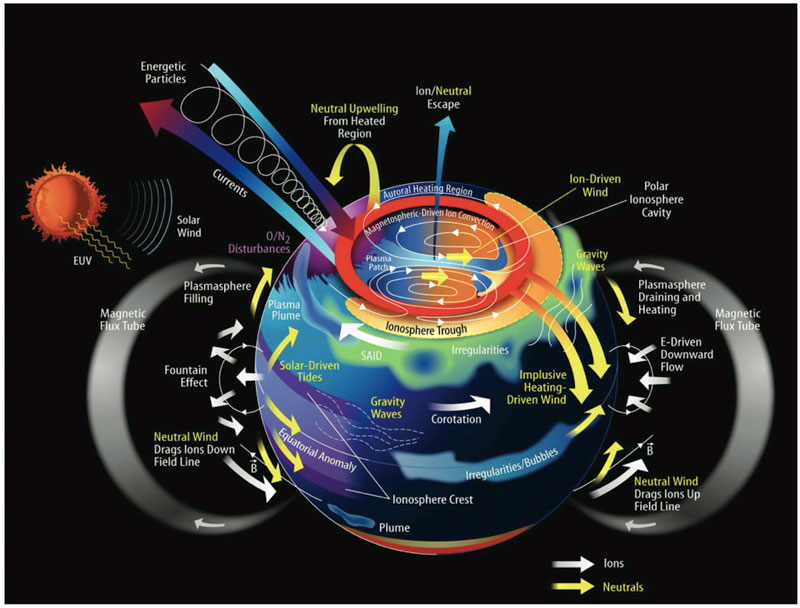 Energetic
Particles
Currents
Neutral Upwelling
From Heated
Region
Ion/Neutral
Escape
Ion-Driven
Wind
Polar
Ionosphere
Cavity
Auroral Heating Region
Magnetospheric-Driven Ion Convection
Plasma Patch
Solar
Wind
EUV
O/N2
Disturbances
Gravity
Waves
Plasmasphere
Filling
Plasma
Plume
Ionosphere Trough
SAID
Irregularities
Plasmasphere
Draining and
Heating
Magnetic
Flux Tube
Magnetic
Flux Tube
Fountain
Effect
Solar-Driven
Tides
Gravity
Waves
Corotation
Implusive
Heating-
Driven Wind
E-Driven
Downward
Flow
Neutral Wind
Drags Ions Down
Field Line
B
Equatorial Anomaly
Irregularities/Bubbles
Ionosphere Crest
Plume
B
Neutral Wind
Drags Ions Up
Field Line
Ions
Neutrals